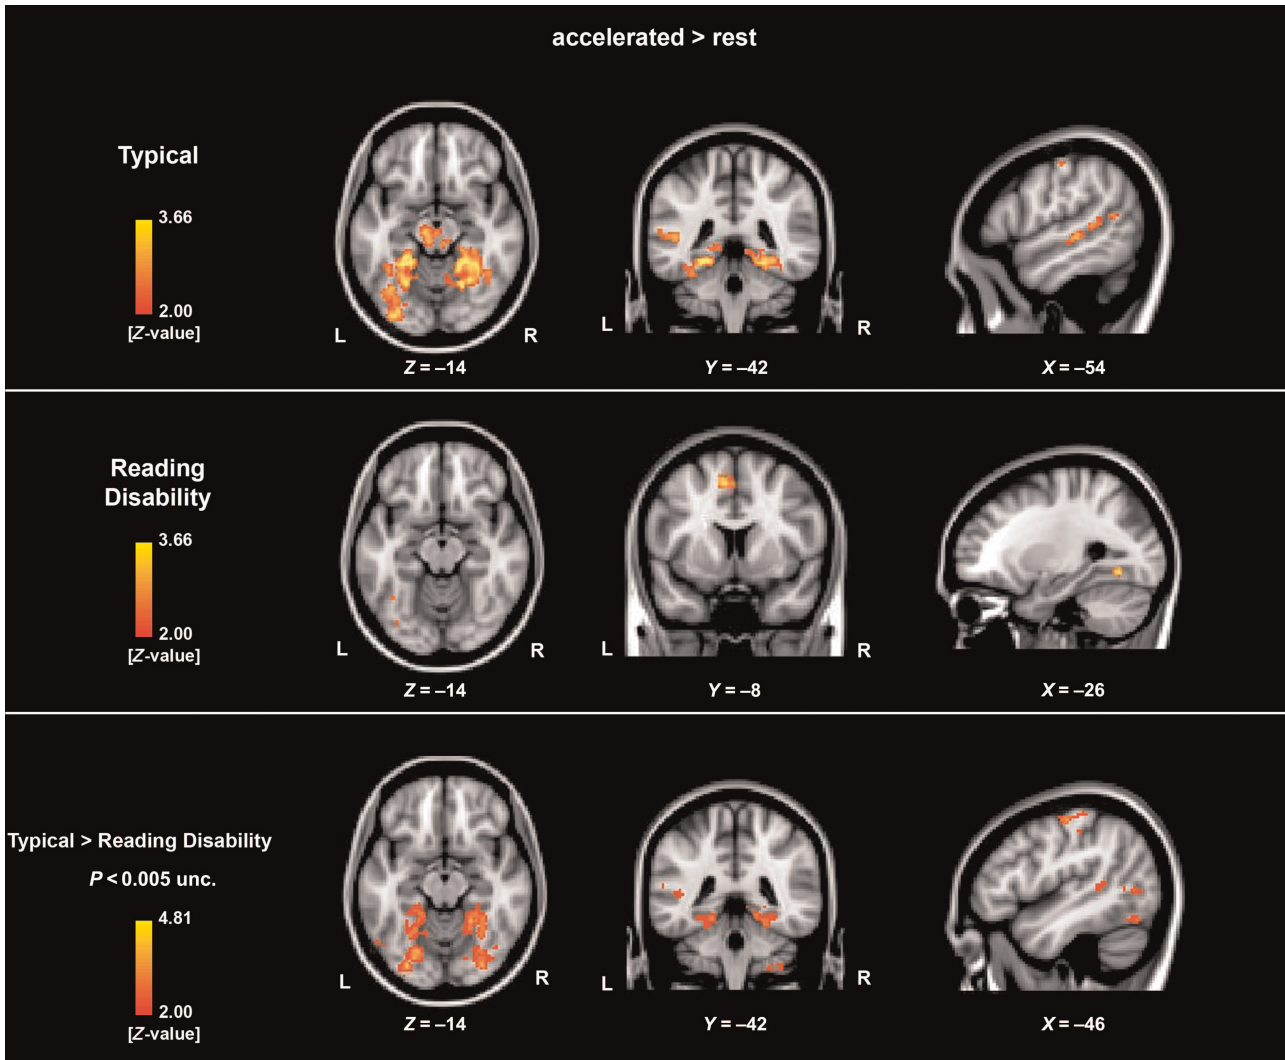 accelerated > rest
Typical
3.66
2.00
[Z-value]
L
R
Z = –14
L
R
Y = –42
X = –54
Reading
Disability
3.66
2.00
[Z-value]
L
R
Z = –14
L
R
Y = –8
X = –26
Typical > Reading Disability
P < 0.005 unc.
4.81
2.00
[Z-value]
L
R
Z = –14
L
R
Y = –42
X = –46